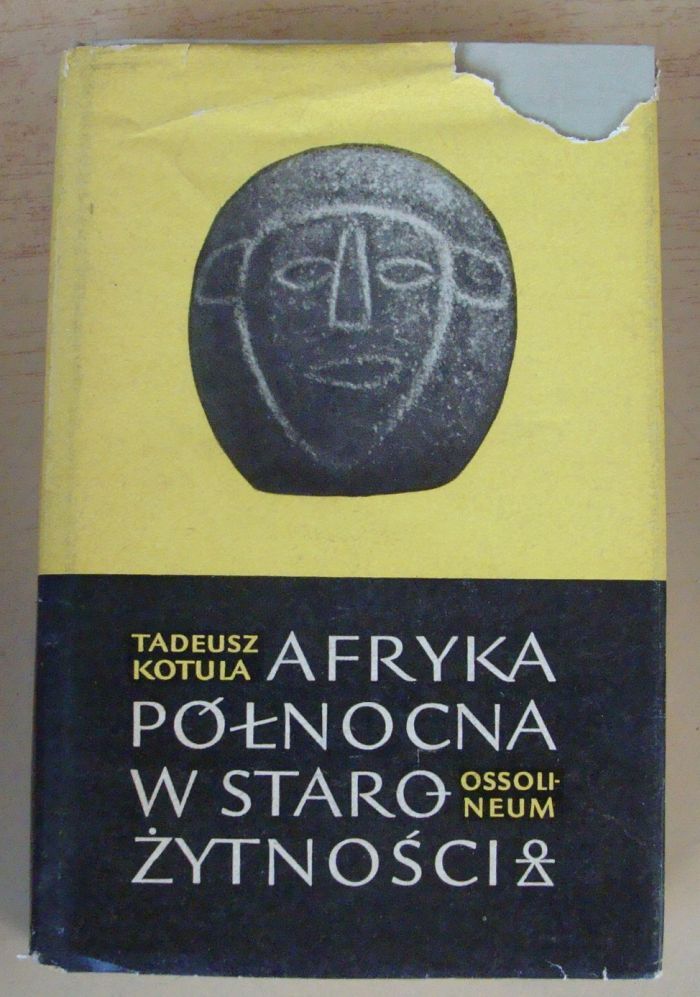 TADEUSZ
KOTULA
AFRYKA
PÓŁNOCNA
W STARO-
OSSOLI-
NEUM
ŻYTNOŚCI